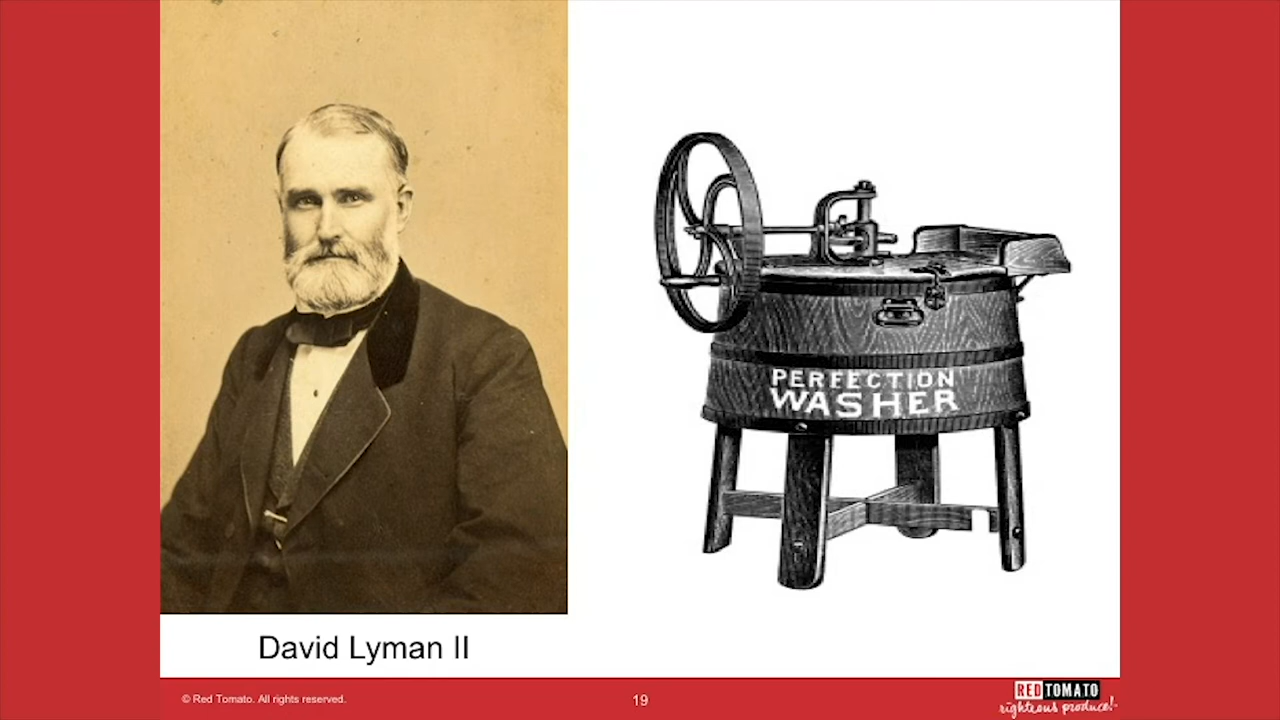 PERFECTION
WASHER
David Lyman II
© Red Tomato. All rights reserved.
19
RED TOMATO
righteous produce!